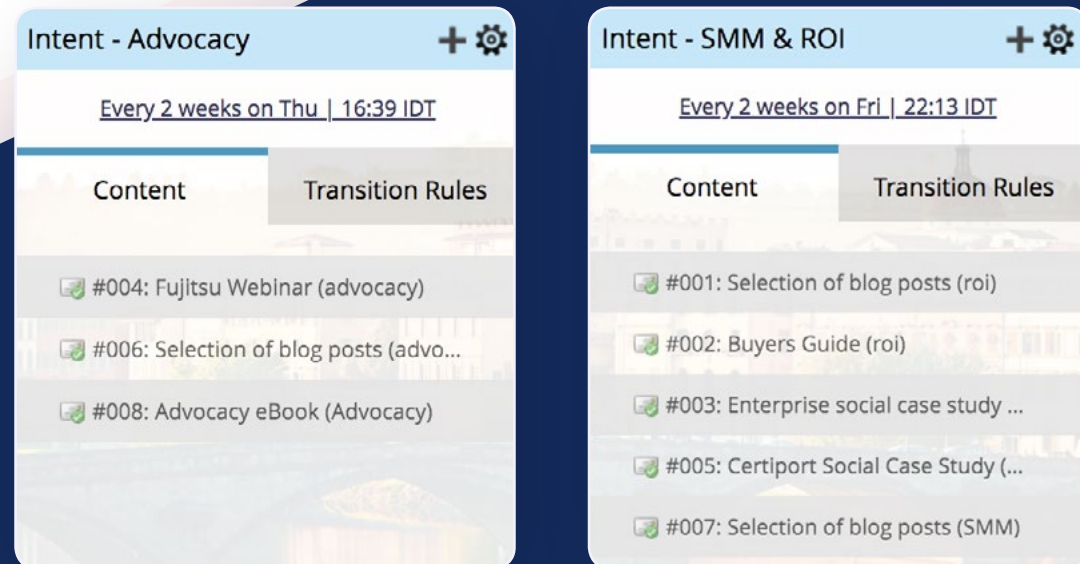 Intent - Advocacy
Every 2 weeks on Thu | 16:39 IDT
Content Transition Rules
#004: Fujitsu Webinar (advocacy)
#006: Selection of blog posts (advo...
#008: Advocacy eBook (Advocacy)
Intent - SMM & ROI
Every 2 weeks on Fri | 22:13 IDT
Content Transition Rules
#001: Selection of blog posts (roi)
#002: Buyers Guide (roi)
#003: Enterprise social case study ...
#005: Certiport Social Case Study (...
#007: Selection of blog posts (SMM)